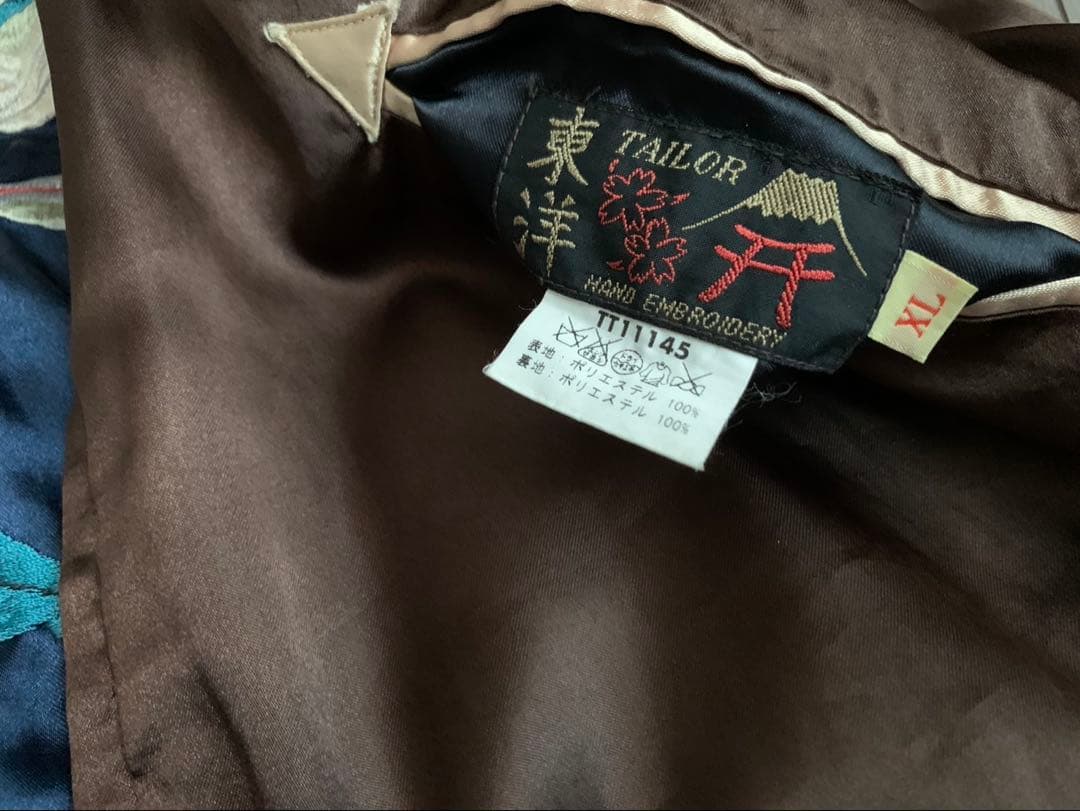 東洋
TAILOR
HAND EMBROIDERY
XL
TT11145
表地:ポリエステル 100%
裏地:ポリエステル 100%